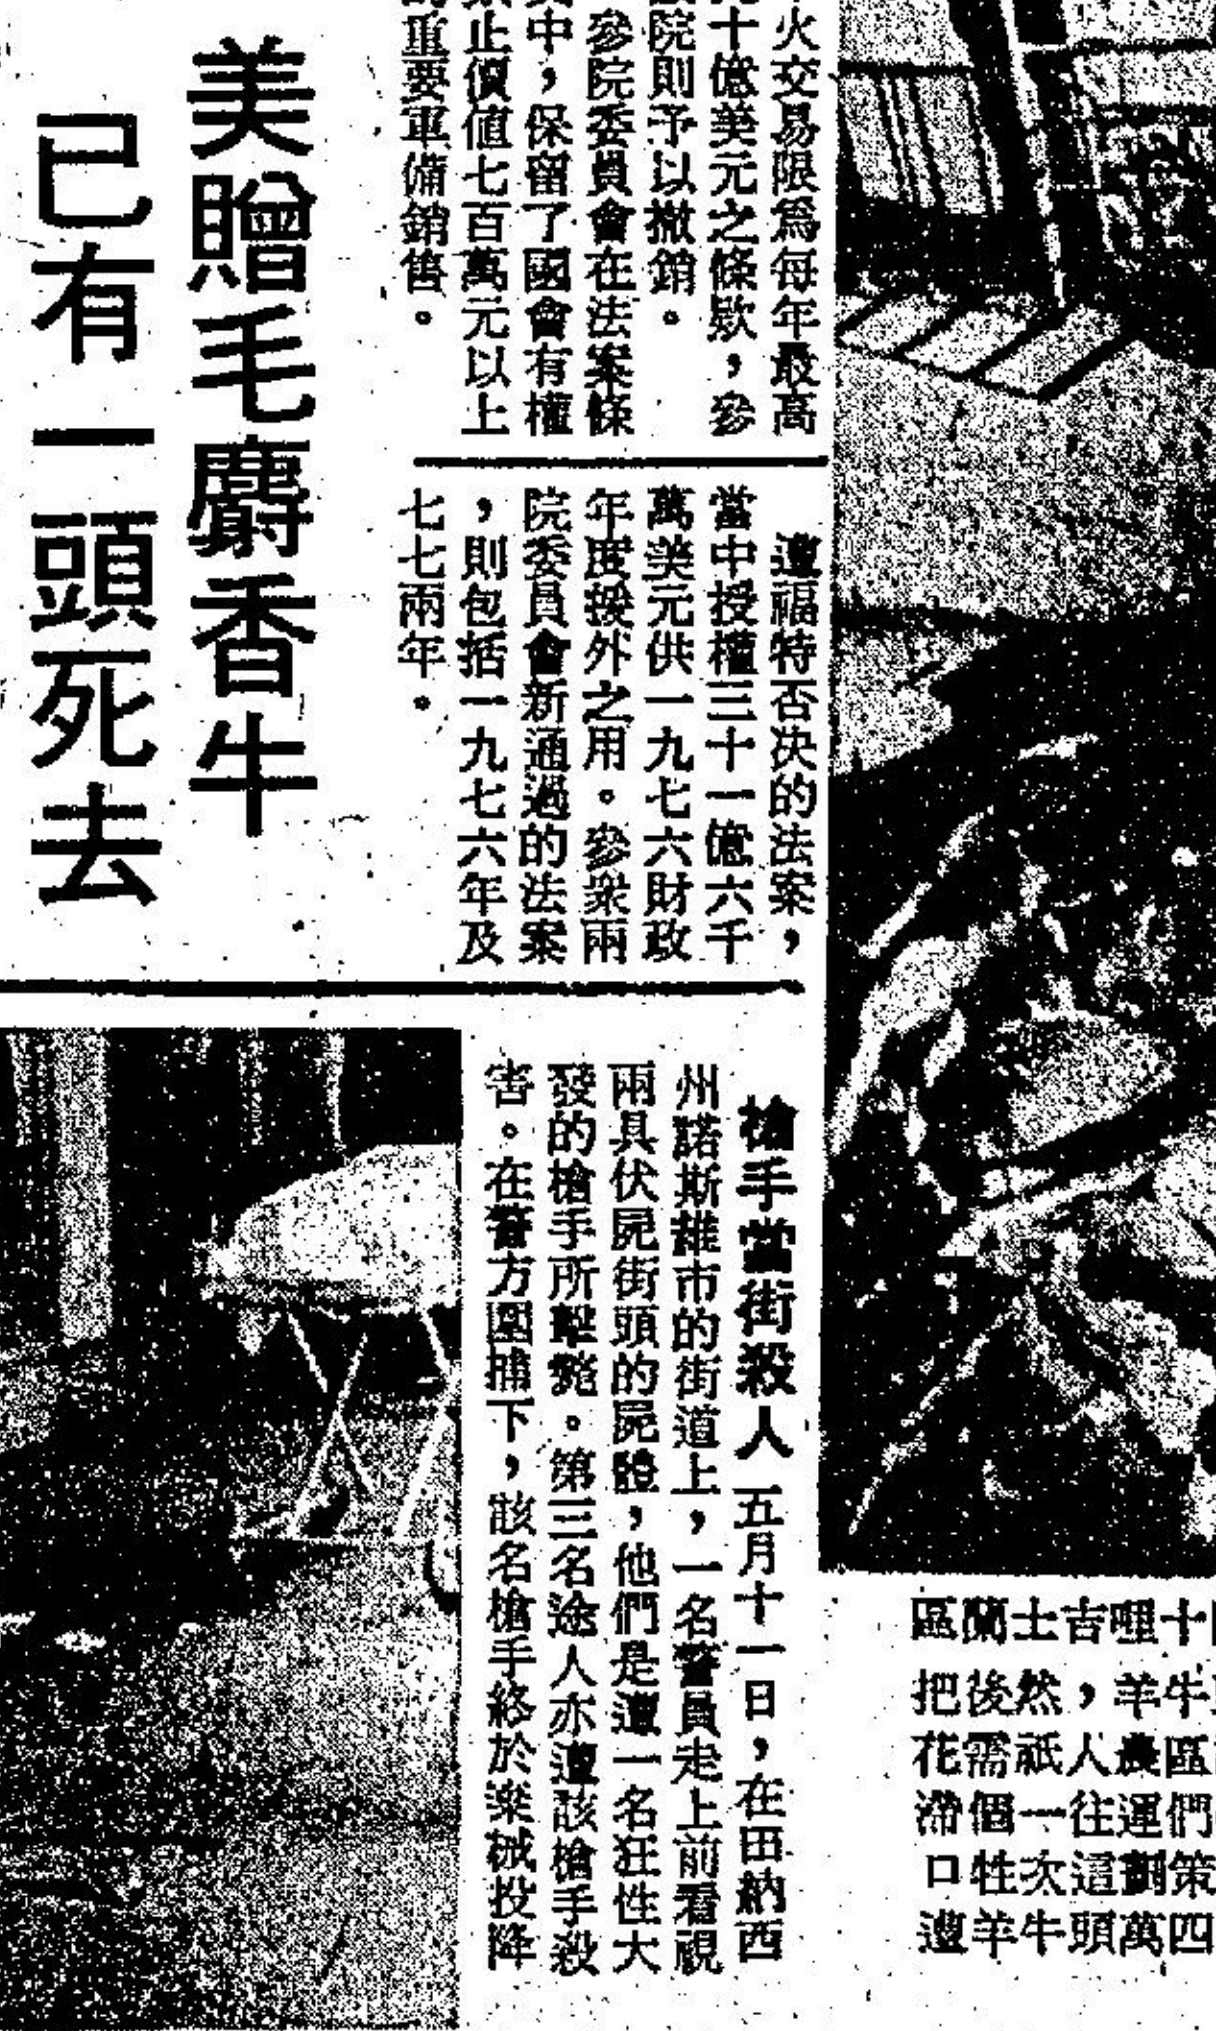 火交易限爲每年最高
十億美元之條欵，參
院則予以撤銷。
參院委員會在法案條
中，保留了國會有權
止價值七百萬元以上
重要軍備銷售。
遭福特否決的法案，
當中授權三十一億六千
萬美元供一九七六財政
年度援外之用。參衆兩
院委員會新通過的法案
，則包括一九七六年及
七七兩年。
美贈毛麝香牛
已有一頭死去
槍手當街殺人 五月十一日，在田納西
州諾斯維市的街道上，一名警員走上前看視
兩具伏屍街頭的屍體，他們是遭一名狂性大
發的槍手所擊斃。第三名途人亦遭該槍手殺
害。在警方圍捕下，該名槍手終於棄械投降
區蘭士吉哩十
把後然，羊牛
花需祇人農區
滯個一往運們
口牲次這劃策
遭羊牛頭萬四